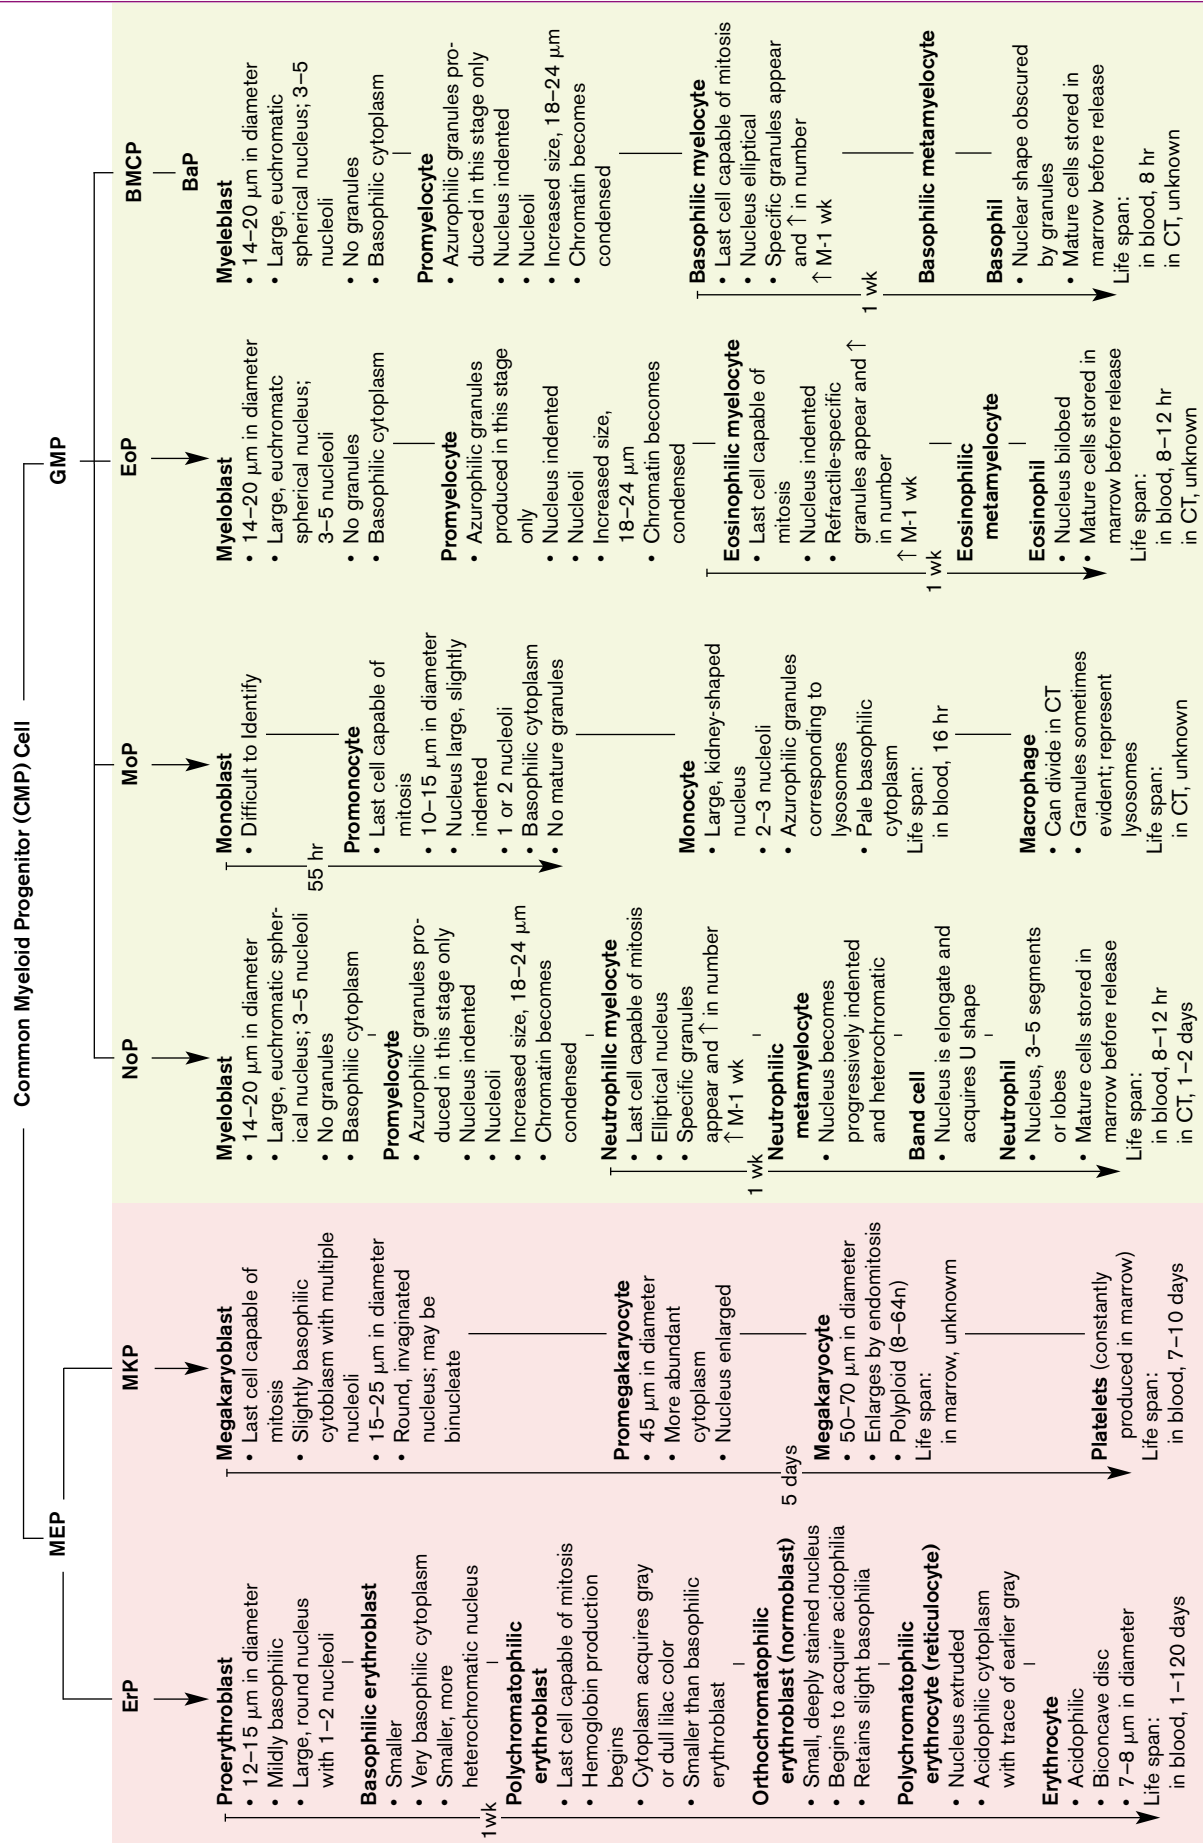 Common Myeloid Progenitor (CMP) Cell
MEP
GMP
ErP
MKP
NoP
MoP
EoP
BMCP
BaP
Proerythroblast
• 12–15 μm in diameter
• Mildly basophilic
• Large, round nucleus
with 1–2 nucleoli
Basophilic erythroblast
• Smaller
• Very basophilic cytoplasm
• Smaller, more
heterochromatic nucleus
Polychromatophilic
erythroblast
• Last cell capable of mitosis
• Hemoglobin production
begins
• Cytoplasm acquires gray
or dull lilac color
• Smaller than basophilic
erythroblast
Orthochromatophilic
erythroblast (normoblast)
• Small, deeply stained nucleus
• Begins to acquire acidophilia
• Retains slight basophilia
Polychromatophilic
erythrocyte (reticulocyte)
• Nucleus extruded
• Acidophilic cytoplasm
with trace of earlier gray
Erythrocyte
• Acidophilic
• Biconcave disc
• 7–8 μm in diameter
Life span:
in blood, 1–120 days
1wk
Megakaryoblast
• Last cell capable of
mitosis
• Slightly basophilic
cytoblasm with multiple
nucleoli
• 15–25 μm in diameter
• Round, invaginated
nucleus; may be
binucleate
Promegakaryocyte
• 45 μm in diameter
• More abundant
cytoplasm
• Nucleus enlarged
Megakaryocyte
• 50–70 μm in diameter
• Enlarges by endomitosis
• Polyploid (8–64n)
Life span:
in marrow, unknowm
Platelets (constantly
produced in marrow)
Life span:
in blood, 7–10 days
5 days
Myeloblast
• 14–20 μm in diameter
• Large, euchromatic spher-
ical nucleus; 3–5 nucleoli
• No granules
• Basophilic cytoplasm
Promyelocyte
• Azurophilic granules pro-
duced in this stage only
• Nucleus indented
• Nucleoli
• Increased size, 18–24 μm
• Chromatin becomes
condensed
Neutrophilic myelocyte
• Last cell capable of mitosis
• Elliptical nucleus
• Specific granules
appear and ↑ in number
↑ M-1 wk
Neutrophilic
metamyelocyte
• Nucleus becomes
progressively indented
and heterochromatic
Band cell
• Nucleus is elongate and
acquires U shape
Neutrophil
• Nucleus, 3–5 segments
or lobes
• Mature cells stored in
marrow before release
Life span:
in blood, 8–12 hr
in CT, 1–2 days
1 wk
Monoblast
• Difficult to Identify
Promonocyte
• Last cell capable of
mitosis
• 10–15 μm in diameter
• Nucleus large, slightly
indented
• 1 or 2 nucleoli
• Basophilic cytoplasm
• No mature granules
55 hr
Monocyte
• Large, kidney-shaped
nucleus
• 2–3 nucleoli
• Azurophilic granules
corresponding to
lysosomes
• Pale basophilic
cytoplasm
Life span:
in blood, 16 hr
Macrophage
• Can divide in CT
• Granules sometimes
evident; represent
lysosomes
Life span:
in CT, unknown
Myeloblast
• 14–20 μm in diameter
• Large, euchromatc
spherical nucleus;
3–5 nucleoli
• No granules
• Basophilic cytoplasm
Promyelocyte
• Azurophilic granules
produced in this stage
only
• Nucleus indented
• Nucleoli
• Increased size,
18–24 μm
• Chromatin becomes
condensed
Eosinophilic myelocyte
• Last cell capable of
mitosis
• Nucleus indented
• Refractile-specific
granules appear and ↑
in number
↑ M-1 wk
Eosinophilic
metamyelocyte
Eosinophil
• Nucleus bilobed
• Mature cells stored in
marrow before release
Life span:
in blood, 8–12 hr
in CT, unknown
1 wk
Myeleblast
• 14–20 μm in diameter
• Large, euchromatic
spherical nucleus; 3–5
nucleoli
• No granules
• Basophilic cytoplasm
Promyelocyte
• Azurophilic granules pro-
duced in this stage only
• Nucleus indented
• Nucleoli
• Increased size, 18–24 μm
• Chromatin becomes
condensed
Basophilic myelocyte
• Last cell capable of mitosis
• Nucleus elliptical
• Specific granules appear
and ↑ in number
↑ M-1 wk
Basophilic metamyelocyte
Basophil
• Nuclear shape obscured
by granules
• Mature cells stored in
marrow before release
Life span:
in blood, 8 hr
in CT, unknown
1 wk